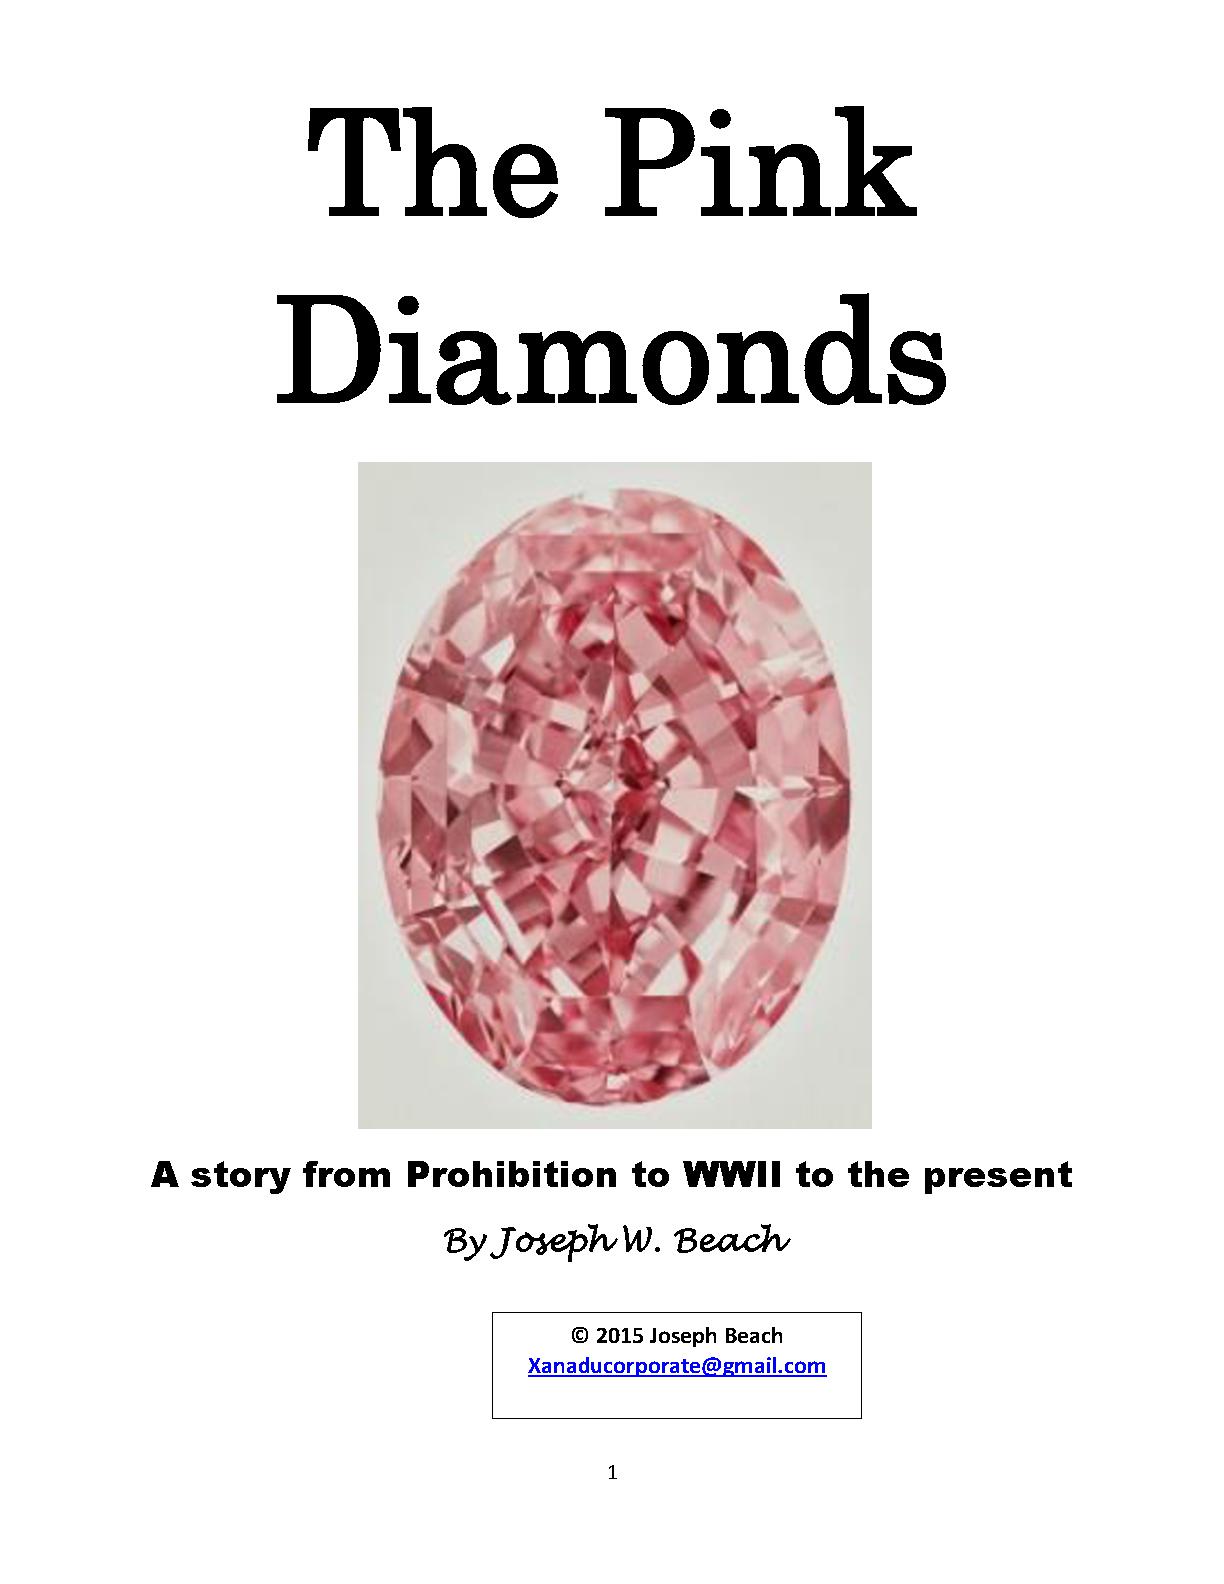 The Pink
Diamonds
A story from Prohibition to WWII to the present
By Joseph W. Beach
© 2015 Joseph Beach
Xanaducorporate@gmail.com
1